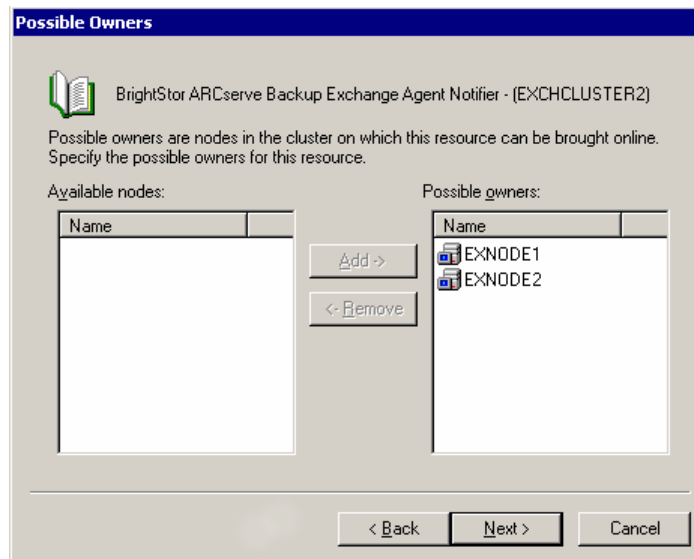 Possible Owners
BrightStor ARCserve Backup Exchange Agent Notifier - (EXCHCLUSTER2)
Possible owners are nodes in the cluster on which this resource can be brought online.
Specify the possible owners for this resource.
Available nodes:
Name
Add ->
<- Remove
Possible owners:
Name
EXNODE1
EXNODE2
< Back
Next >
Cancel